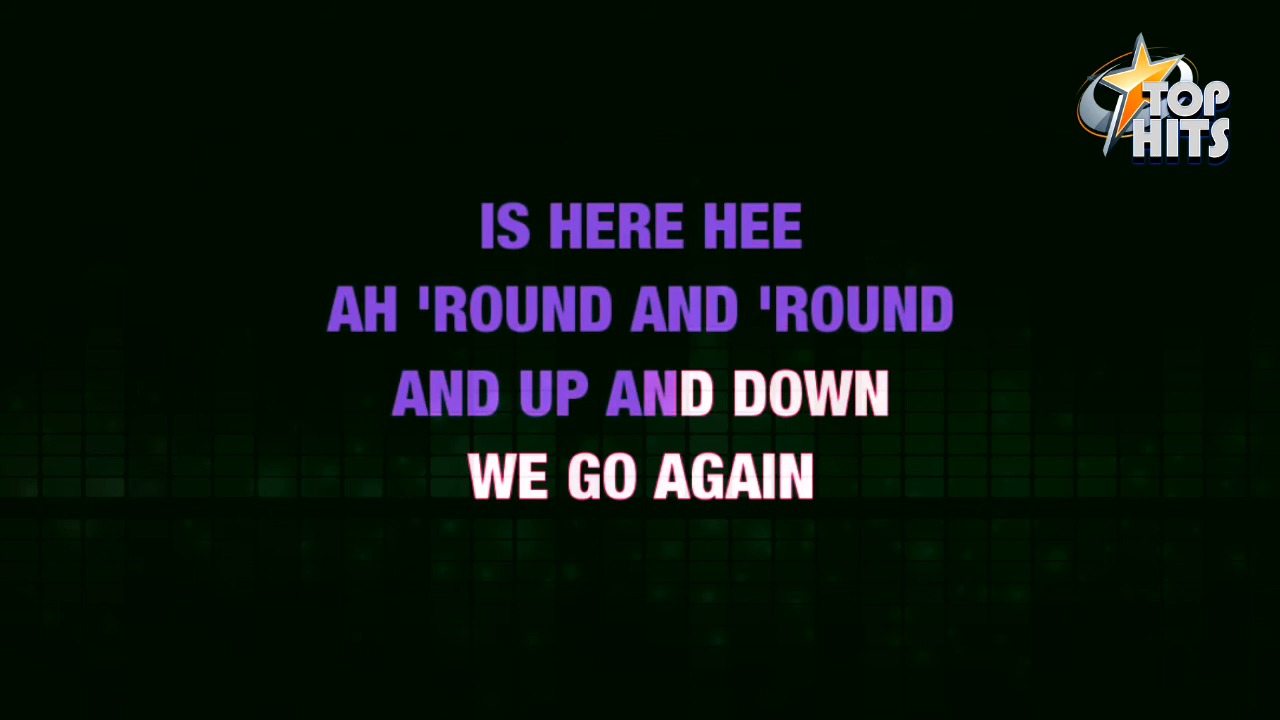 TOP
HITS
IS HERE HEE
AH 'ROUND AND 'ROUND
AND UP AND DOWN
WE GO AGAIN